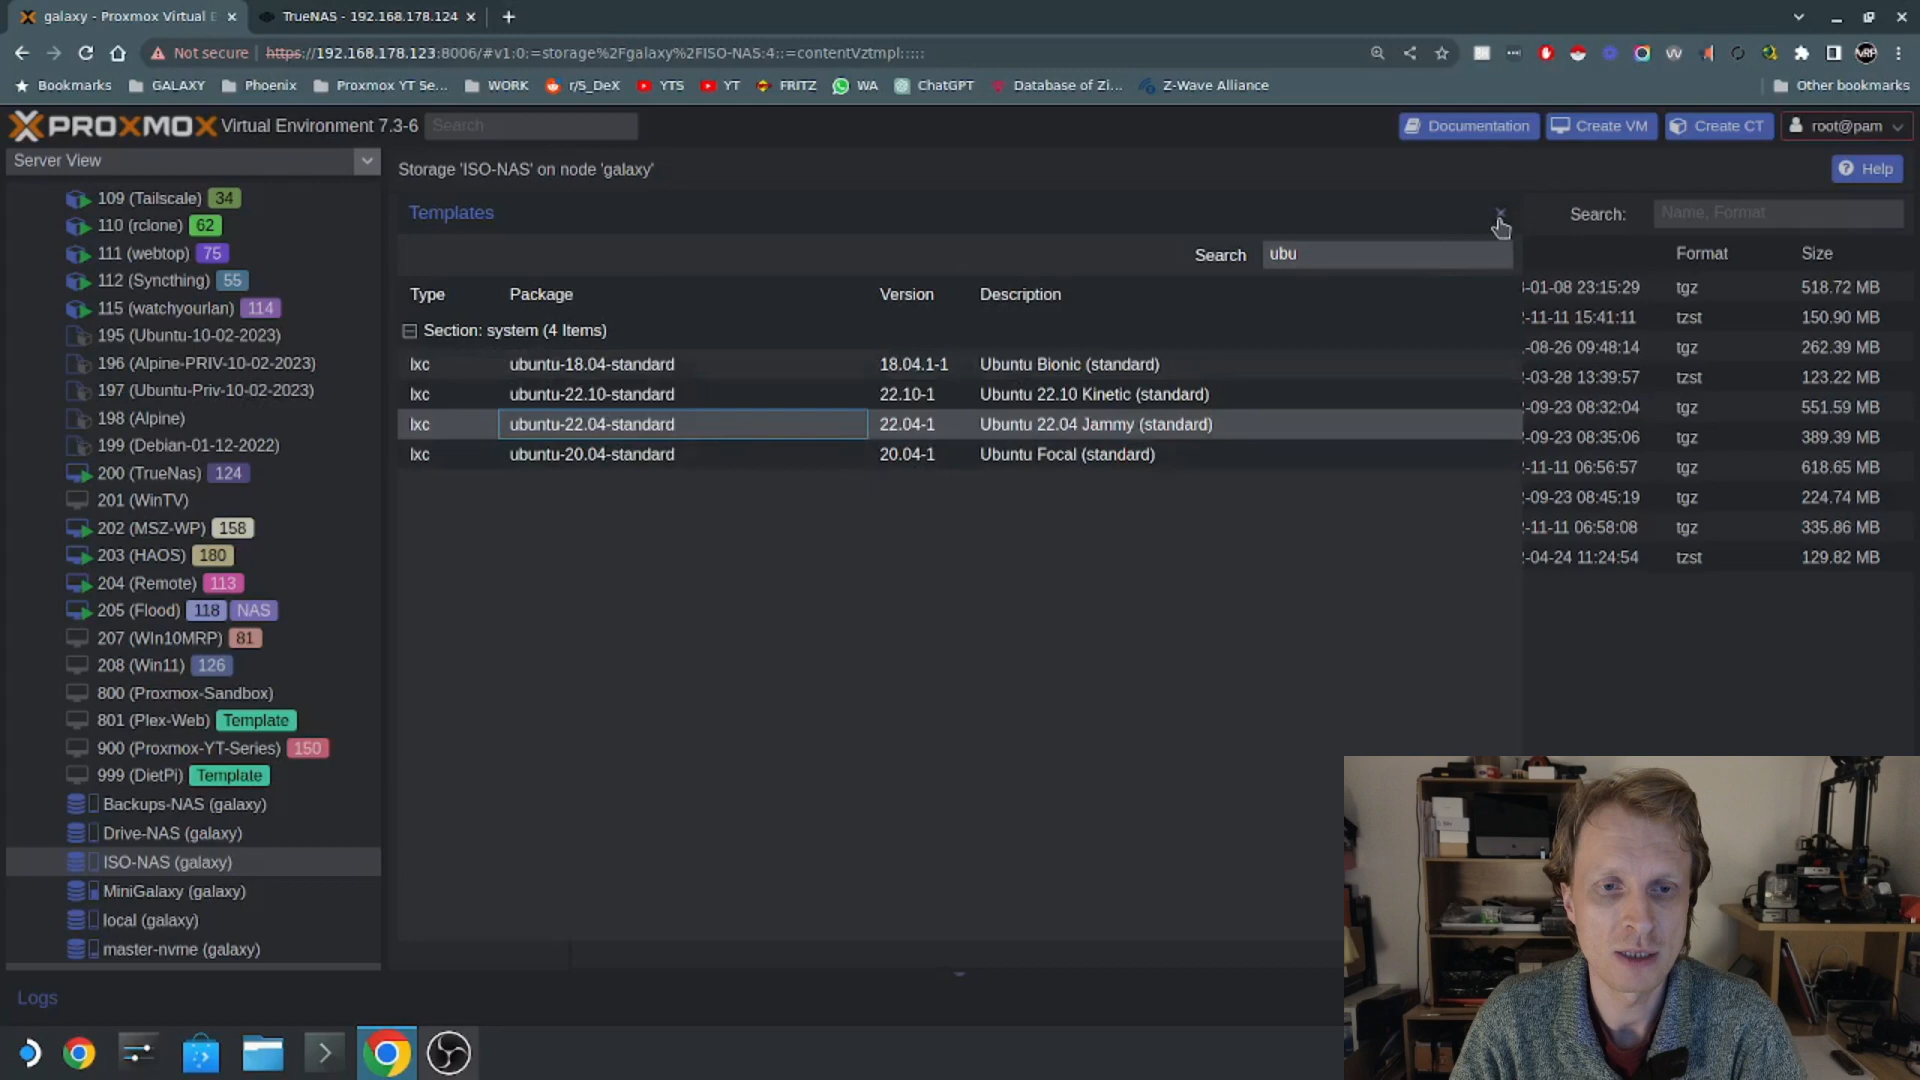 galaxy - Proxmox Virtual E
TrueNAS - 192.168.178.124
Not secure
https://192.168.178.123:8006/#v1:0:=storage%2Fgalaxy%2FISO-NAS:4::=contentVztmpl:::::
Bookmarks
GALAXY
Phoenix
Proxmox YT Se...
WORK
r/S_DeX
YTS
YT
FRITZ
WA
ChatGPT
Database of Zi...
Z-Wave Alliance
Other bookmarks
PROXMOX Virtual Environment 7.3-6
Search
Documentation
Create VM
Create CT
root@pam
Server View
Storage 'ISO-NAS' on node 'galaxy'
Help
109 (Tailscale) 34
110 (rclone) 62
111 (webtop) 75
112 (Syncthing) 55
115 (watchyourlan) 114
195 (Ubuntu-10-02-2023)
196 (Alpine-PRIV-10-02-2023)
197 (Ubuntu-Priv-10-02-2023)
198 (Alpine)
199 (Debian-01-12-2022)
200 (TrueNas) 124
201 (WinTV)
202 (MSZ-WP) 158
203 (HAOS) 180
204 (Remote) 113
205 (Flood) 118 NAS
207 (WIn10MRP) 81
208 (Win11) 126
800 (Proxmox-Sandbox)
801 (Plex-Web) Template
900 (Proxmox-YT-Series) 150
999 (DietPi) Template
Backups-NAS (galaxy)
Drive-NAS (galaxy)
ISO-NAS (galaxy)
MiniGalaxy (galaxy)
local (galaxy)
master-nvme (galaxy)
Templates
Search ubu
Type Package Version Description
Section: system (4 Items)
lxc ubuntu-18.04-standard 18.04.1-1 Ubuntu Bionic (standard)
lxc ubuntu-22.10-standard 22.10-1 Ubuntu 22.10 Kinetic (standard)
lxc ubuntu-22.04-standard 22.04-1 Ubuntu 22.04 Jammy (standard)
lxc ubuntu-20.04-standard 20.04-1 Ubuntu Focal (standard)
Search: Name, Format
Format Size
-01-08 23:15:29 tgz 518.72 MB
-11-11 15:41:11 tzst 150.90 MB
-08-26 09:48:14 tgz 262.39 MB
-03-28 13:39:57 tzst 123.22 MB
-09-23 08:32:04 tgz 551.59 MB
-09-23 08:35:06 tgz 389.39 MB
-11-11 06:56:57 tgz 618.65 MB
-09-23 08:45:19 tgz 224.74 MB
-11-11 06:58:08 tgz 335.86 MB
-04-24 11:24:54 tzst 129.82 MB
Logs